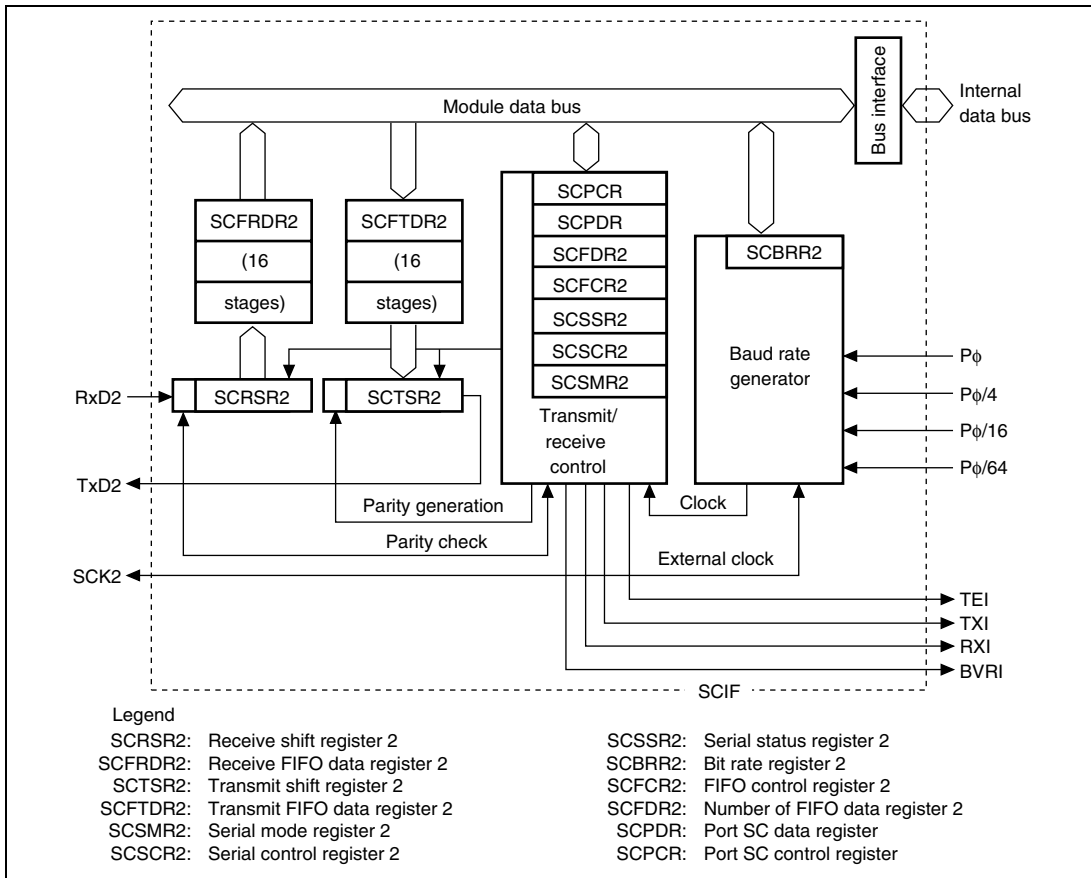 Module data bus
Bus interface
Internal
data bus
SCFRDR2
(16
stages)
SCFTDR2
(16
stages)
SCPCR
SCPDR
SCFDR2
SCFCR2
SCSSR2
SCSCR2
SCSMR2
Transmit/
receive
control
SCBRR2
Baud rate
generator
Pϕ
Pϕ/4
Pϕ/16
Pϕ/64
RxD2
SCRSR2
SCTSR2
TxD2
Parity generation
Clock
Parity check
External clock
SCK2
TEI
TXI
RXI
BVRI
SCIF
Legend
SCRSR2: Receive shift register 2
SCFRDR2: Receive FIFO data register 2
SCTSR2: Transmit shift register 2
SCFTDR2: Transmit FIFO data register 2
SCSMR2: Serial mode register 2
SCSCR2: Serial control register 2
SCSSR2: Serial status register 2
SCBRR2: Bit rate register 2
SCFCR2: FIFO control register 2
SCFDR2: Number of FIFO data register 2
SCPDR: Port SC data register
SCPCR: Port SC control register